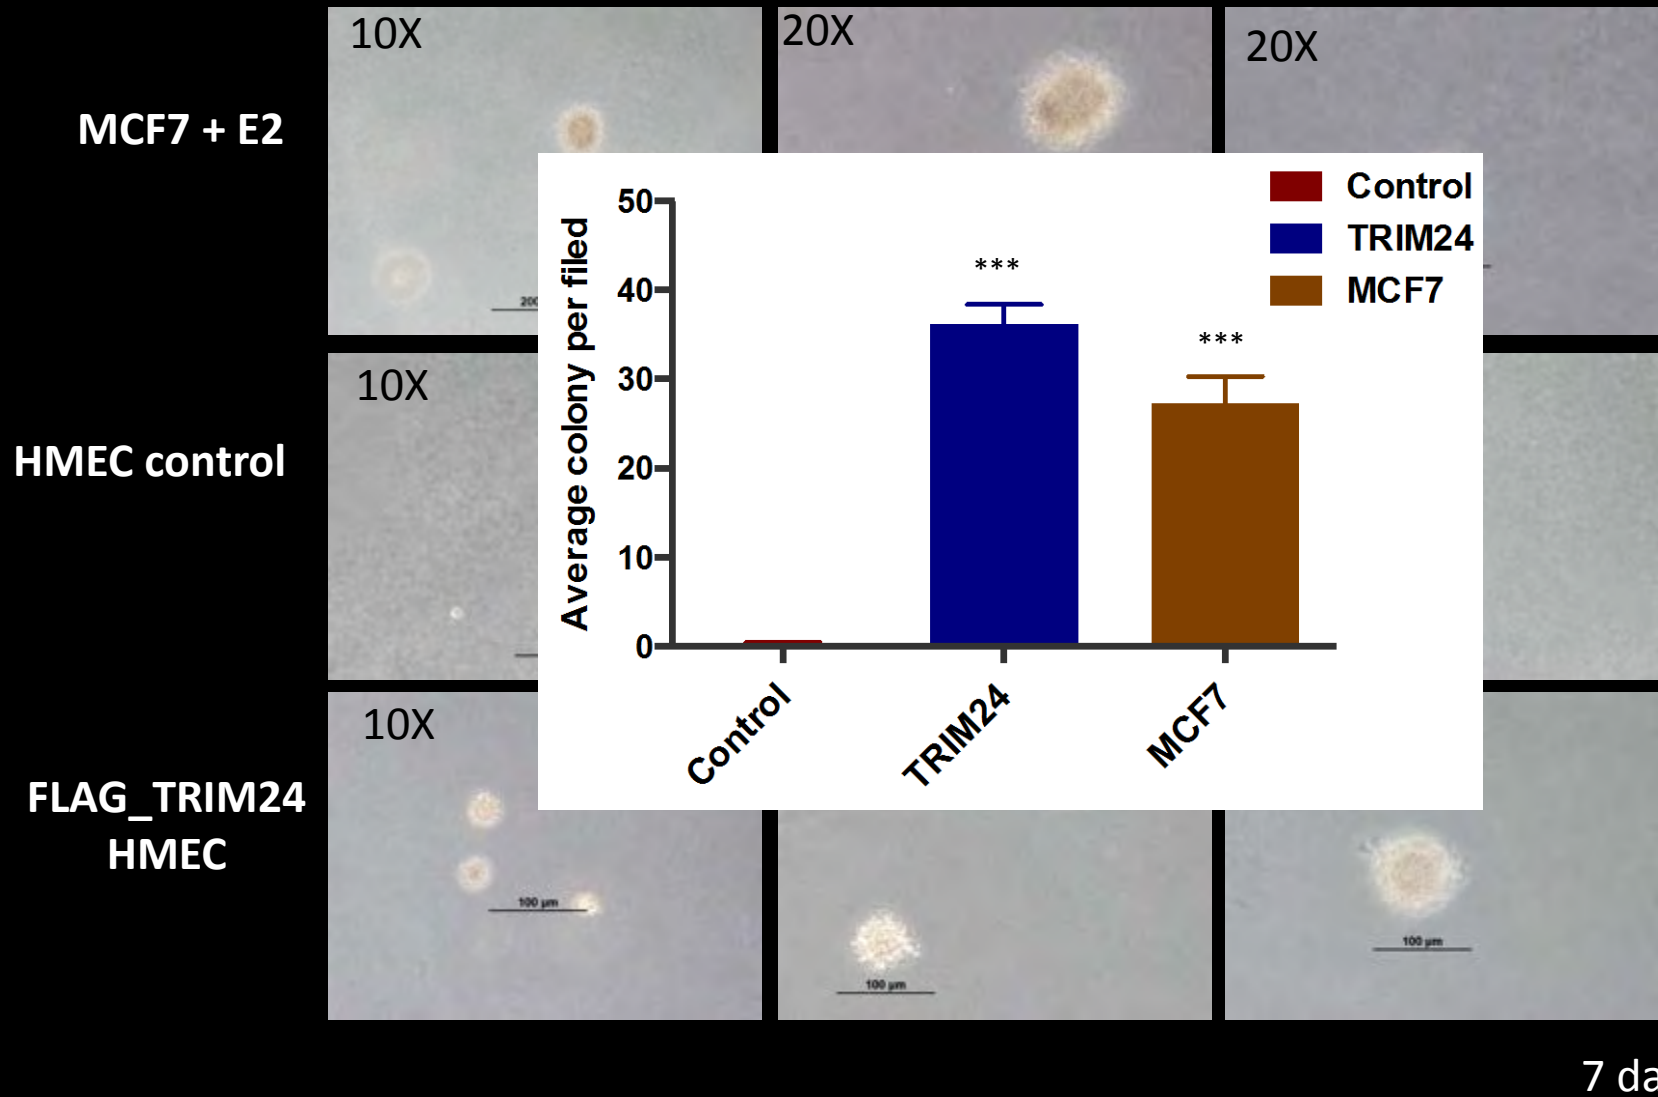 10X
20X
20X
MCF7 + E2
200
10X
HMEC control
10X
FLAG_TRIM24
HMEC
100 µm
100 µm
100 µm
Average colony per filed
50
40
30
20
10
0
***
***
Control
TRIM24
MCF7
Control
TRIM24
MCF7
7 da